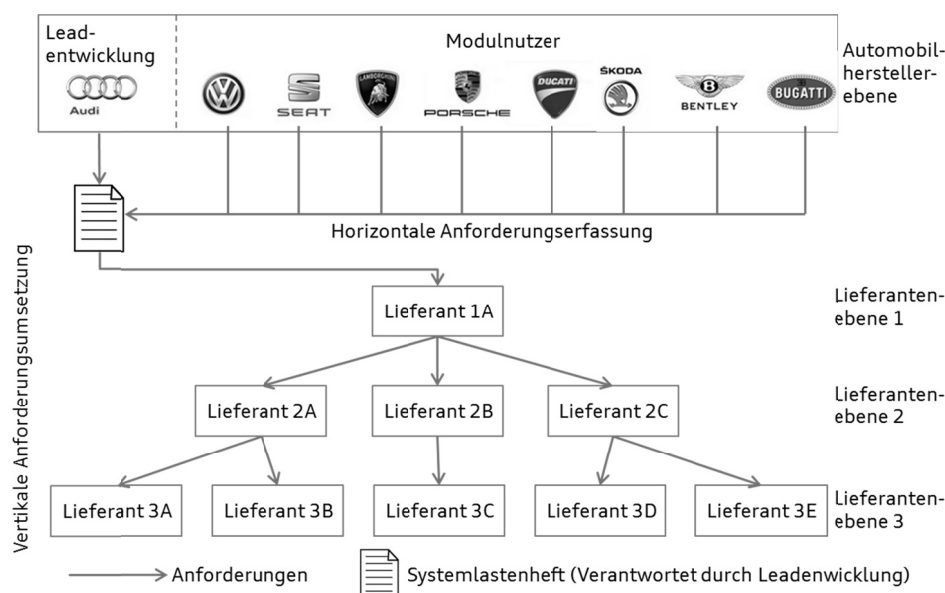 Lead-
entwicklung
Audi
Modulnutzer
SEAT
LAMBORGHINI
PORSCHE
DUCATI
ŠKODA
B
BENTLEY
BUGATTI
Automobil-
hersteller-
ebene
Horizontale Anforderungserfassung
Vertikale Anforderungsumsetzung
Lieferant 1A
Lieferanten-
ebene 1
Lieferant 2A
Lieferant 2B
Lieferant 2C
Lieferanten-
ebene 2
Lieferant 3A
Lieferant 3B
Lieferant 3C
Lieferant 3D
Lieferant 3E
Lieferanten-
ebene 3
Anforderungen
Systemlastenheft (Verantwortet durch Leadenwicklung)